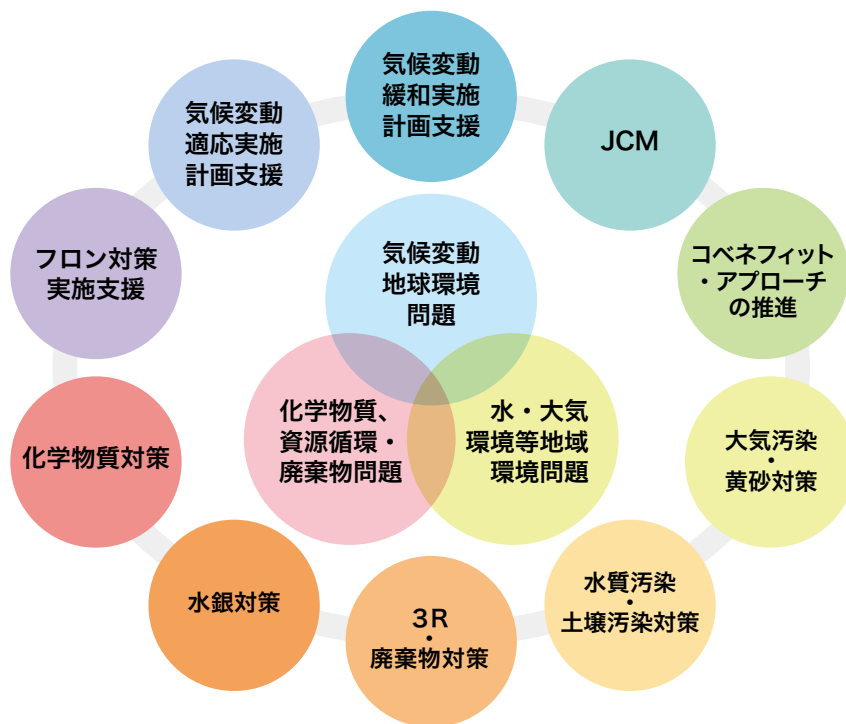 気候変動
緩和実施
計画支援
JCM
コベネフィット
・アプローチ
の推進
大気汚染
・
黄砂対策
水質汚染
・
土壌汚染対策
3R
・
廃棄物対策
水銀対策
化学物質対策
フロン対策
実施支援
気候変動
適応実施
計画支援
気候変動
地球環境
問題
化学物質、
資源循環・
廃棄物問題
水・大気
環境等地域
環境問題